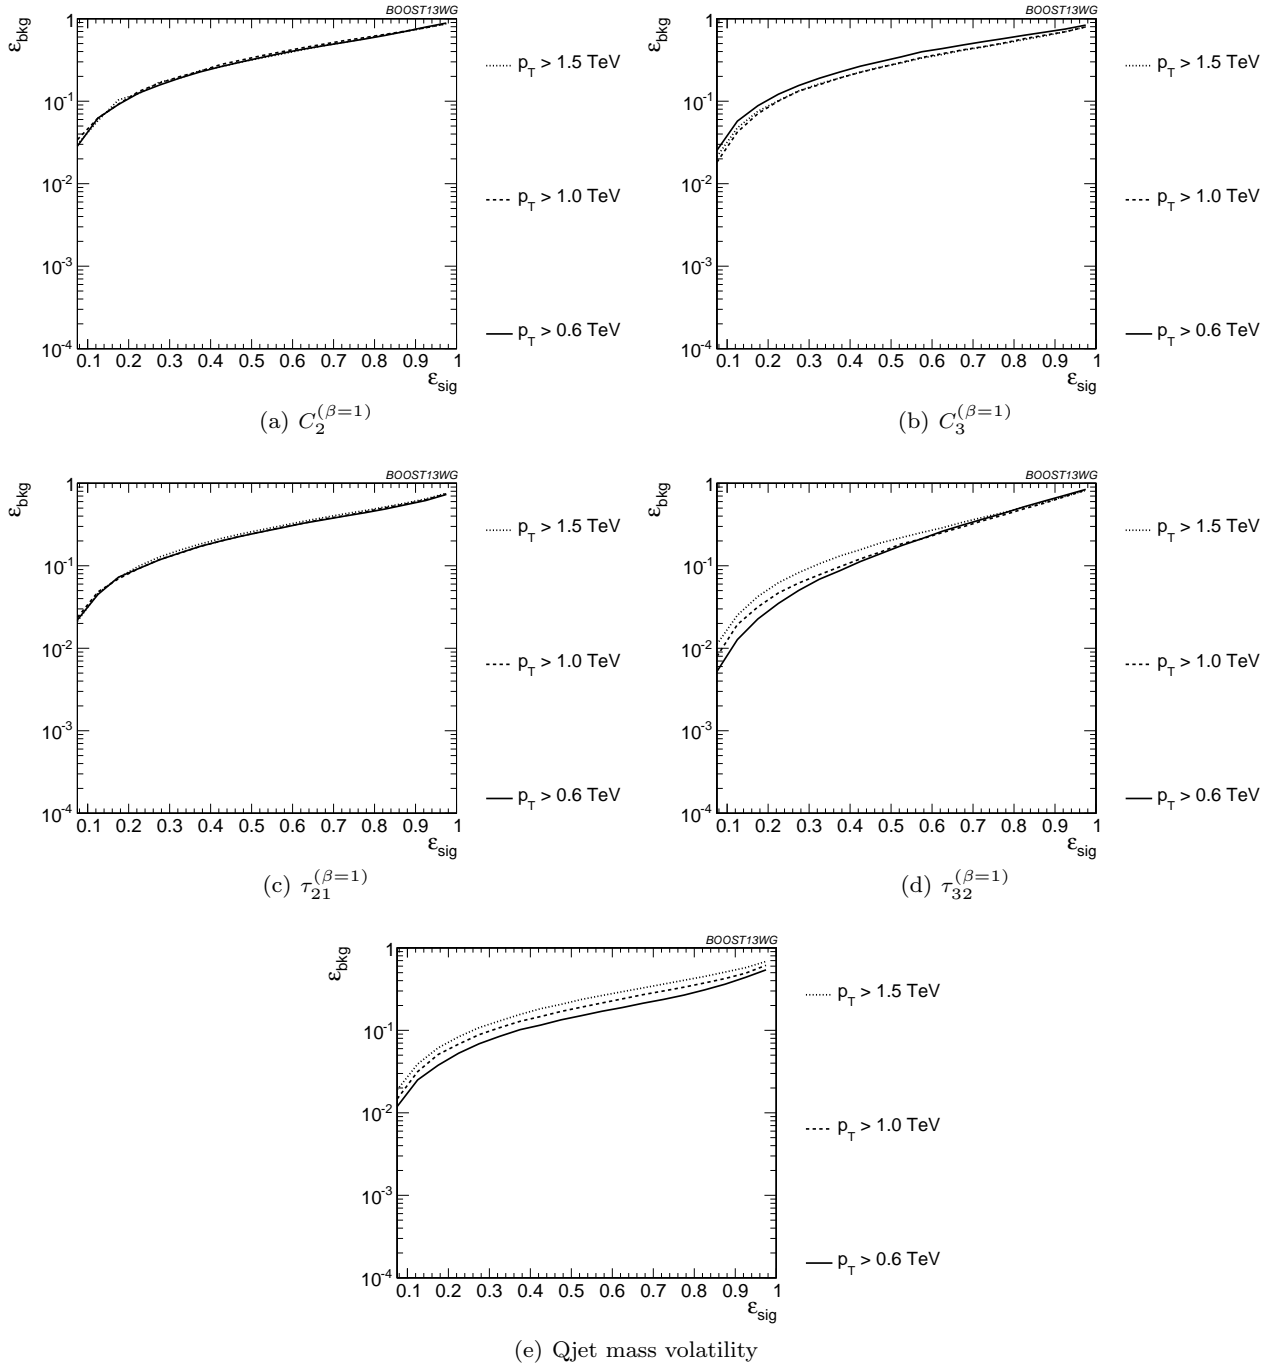 BOOST13WG
ε_bkg
1
10^-1
10^-2
10^-3
10^-4
0.1 0.2 0.3 0.4 0.5 0.6 0.7 0.8 0.9 1
ε_sig
p_T > 1.5 TeV
p_T > 1.0 TeV
p_T > 0.6 TeV
(a) C_2^(β=1)
BOOST13WG
ε_bkg
1
10^-1
10^-2
10^-3
10^-4
0.1 0.2 0.3 0.4 0.5 0.6 0.7 0.8 0.9 1
ε_sig
p_T > 1.5 TeV
p_T > 1.0 TeV
p_T > 0.6 TeV
(b) C_3^(β=1)
BOOST13WG
ε_bkg
1
10^-1
10^-2
10^-3
10^-4
0.1 0.2 0.3 0.4 0.5 0.6 0.7 0.8 0.9 1
ε_sig
p_T > 1.5 TeV
p_T > 1.0 TeV
p_T > 0.6 TeV
(c) τ_21^(β=1)
BOOST13WG
ε_bkg
1
10^-1
10^-2
10^-3
10^-4
0.1 0.2 0.3 0.4 0.5 0.6 0.7 0.8 0.9 1
ε_sig
p_T > 1.5 TeV
p_T > 1.0 TeV
p_T > 0.6 TeV
(d) τ_32^(β=1)
BOOST13WG
ε_bkg
1
10^-1
10^-2
10^-3
10^-4
0.1 0.2 0.3 0.4 0.5 0.6 0.7 0.8 0.9 1
ε_sig
p_T > 1.5 TeV
p_T > 1.0 TeV
p_T > 0.6 TeV
(e) Qjet mass volatility